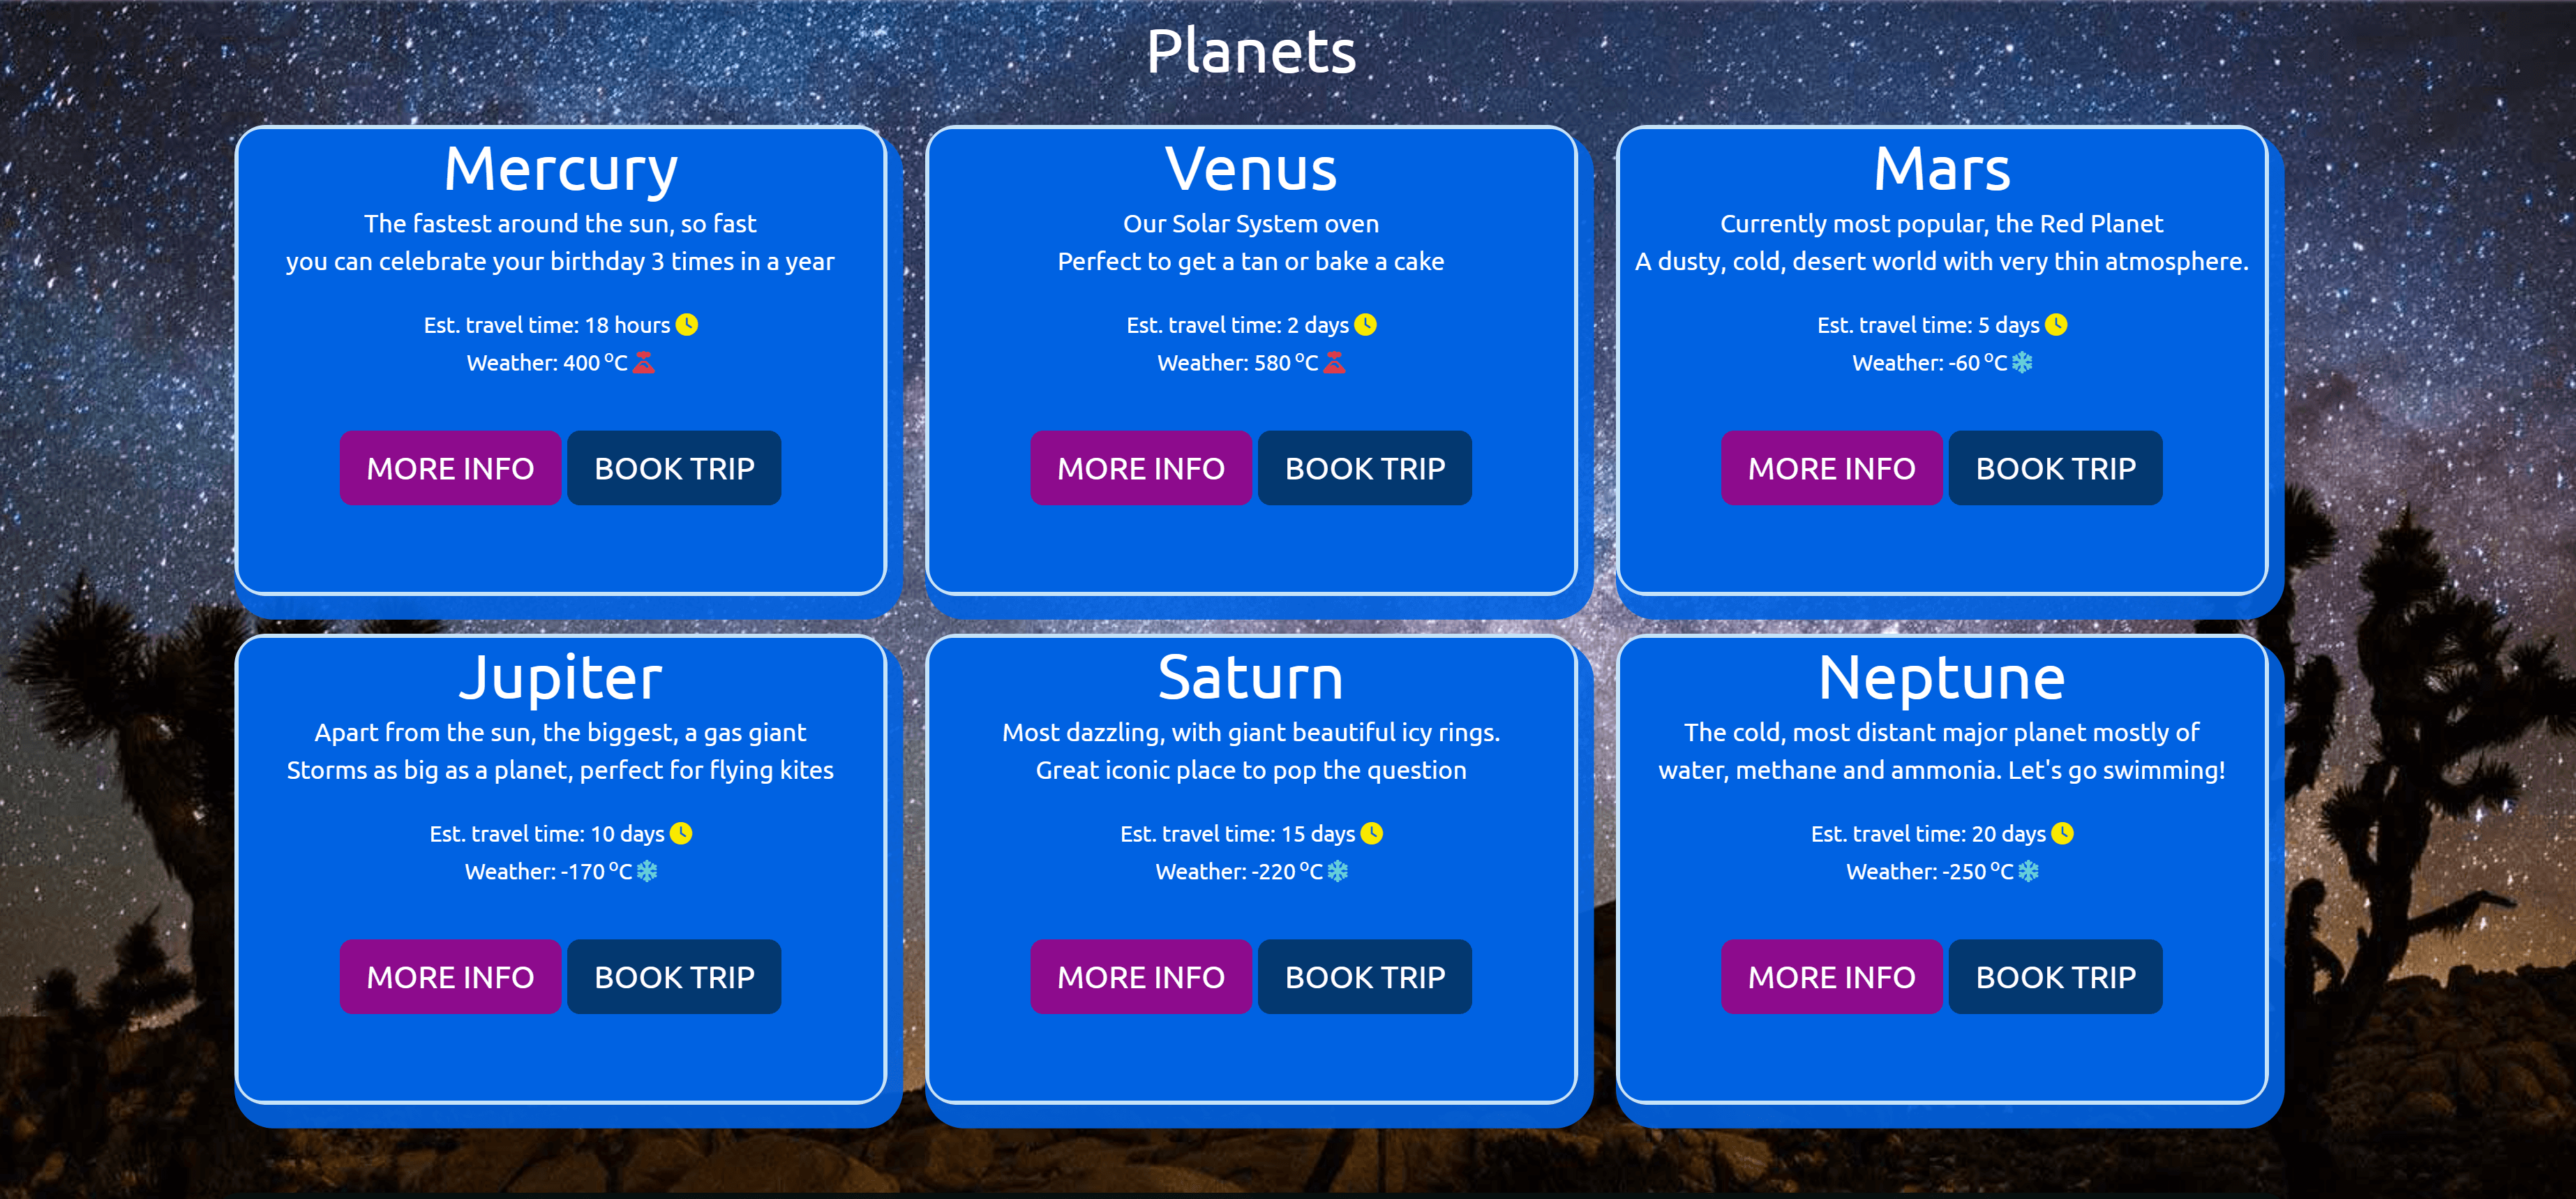 Planets
Mercury
The fastest around the sun, so fast
you can celebrate your birthday 3 times in a year
Est. travel time: 18 hours
Weather: 400 ºC
MORE INFO
BOOK TRIP
Venus
Our Solar System oven
Perfect to get a tan or bake a cake
Est. travel time: 2 days
Weather: 580 ºC
MORE INFO
BOOK TRIP
Mars
Currently most popular, the Red Planet
A dusty, cold, desert world with very thin atmosphere.
Est. travel time: 5 days
Weather: -60 ºC
MORE INFO
BOOK TRIP
Jupiter
Apart from the sun, the biggest, a gas giant
Storms as big as a planet, perfect for flying kites
Est. travel time: 10 days
Weather: -170 ºC
MORE INFO
BOOK TRIP
Saturn
Most dazzling, with giant beautiful icy rings.
Great iconic place to pop the question
Est. travel time: 15 days
Weather: -220 ºC
MORE INFO
BOOK TRIP
Neptune
The cold, most distant major planet mostly of
water, methane and ammonia. Let's go swimming!
Est. travel time: 20 days
Weather: -250 ºC
MORE INFO
BOOK TRIP